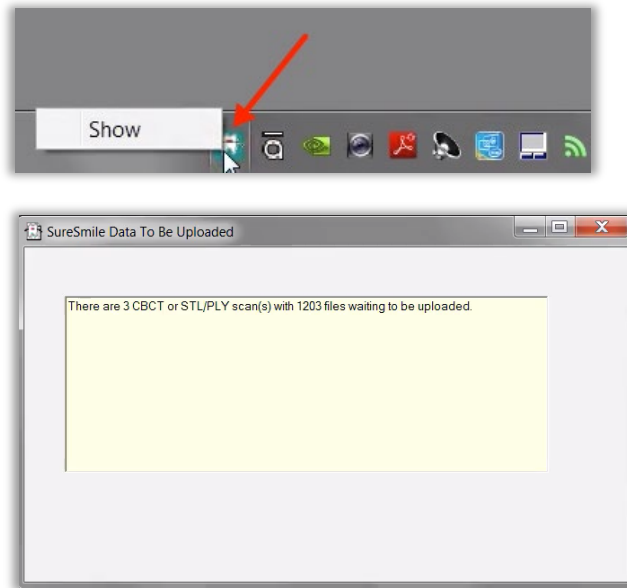 Show
SureSmile Data To Be Uploaded
There are 3 CBCT or STL/PLY scan(s) with 1203 files waiting to be uploaded.